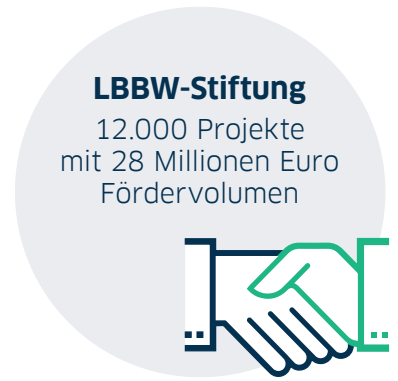 LBBW-Stiftung
12.000 Projekte
mit 28 Millionen Euro
Fördervolumen